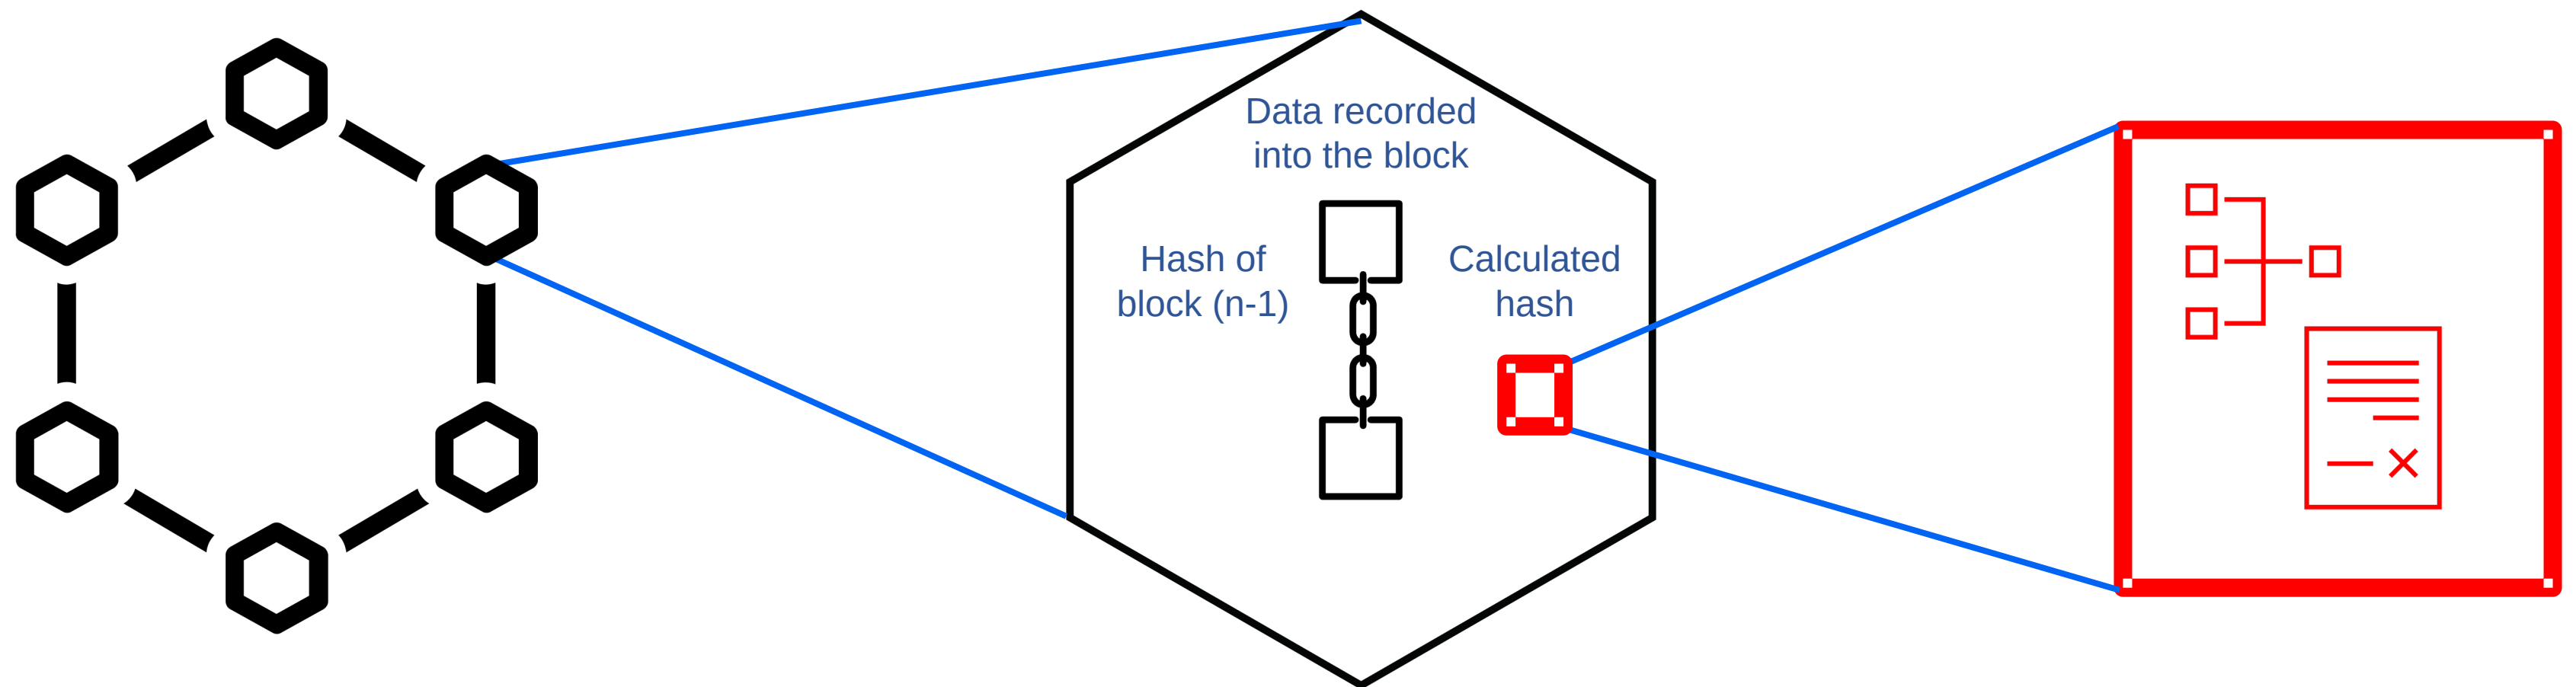 Data recorded
into the block
Hash of
block (n-1)
Calculated
hash